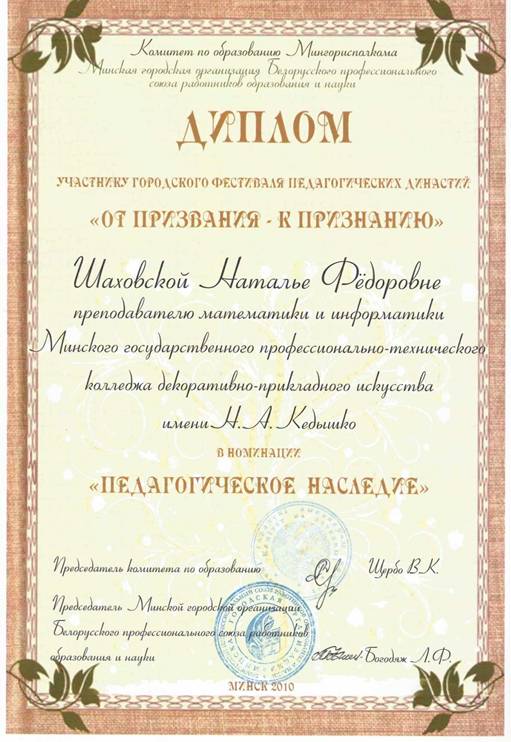 Комитет по образованию Мингорисполкома
Минская городская организация Белорусского профессионального
союза работников образования и науки
ДИПЛОМ
УЧАСТНИКУ ГОРОДСКОГО ФЕСТИВАЛЯ ПЕДАГОГИЧЕСКИХ ДИНАСТИЙ
«ОТ ПРИЗВАНИЯ - К ПРИЗНАНИЮ»
Шаховской Наталье Фёдоровне
преподавателю математики и информатики
Минского государственного профессионально-технического
колледжа декоративно-прикладного искусства
имени Н.А.Кедышко
В НОМИНАЦИИ
«ПЕДАГОГИЧЕСКОЕ НАСЛЕДИЕ»
Председатель комитета по образованию Щербо В.К.
Председатель Минской городской организации
Белорусского профессионального союза работников
образования и науки Богодяж Л.Ф.
МИНСК 2010